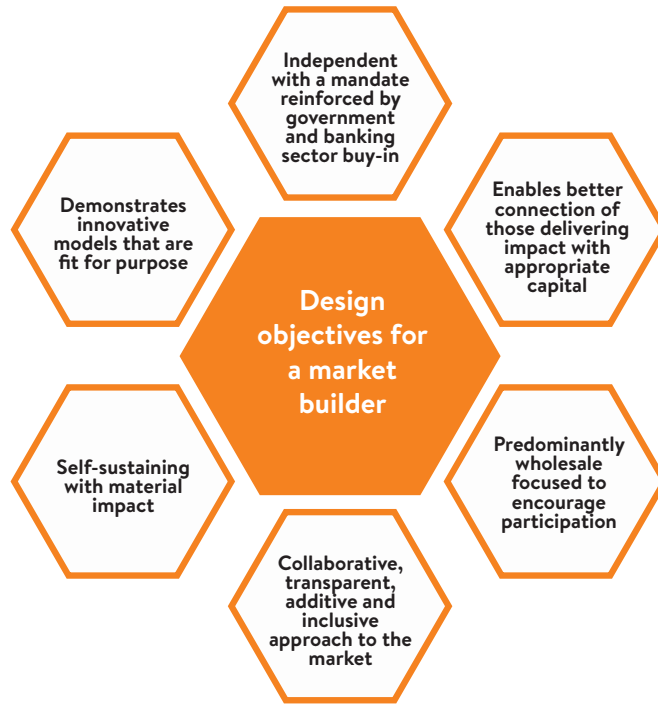 Independent
with a mandate
reinforced by
government
and banking
sector buy-in
Enables better
connection of
those delivering
impact with
appropriate
capital
Predominantly
wholesale
focused to
encourage
participation
Collaborative,
transparent,
additive and
inclusive
approach to the
market
Self-sustaining
with material
impact
Demonstrates
innovative
models that are
fit for purpose
Design
objectives for
a market
builder